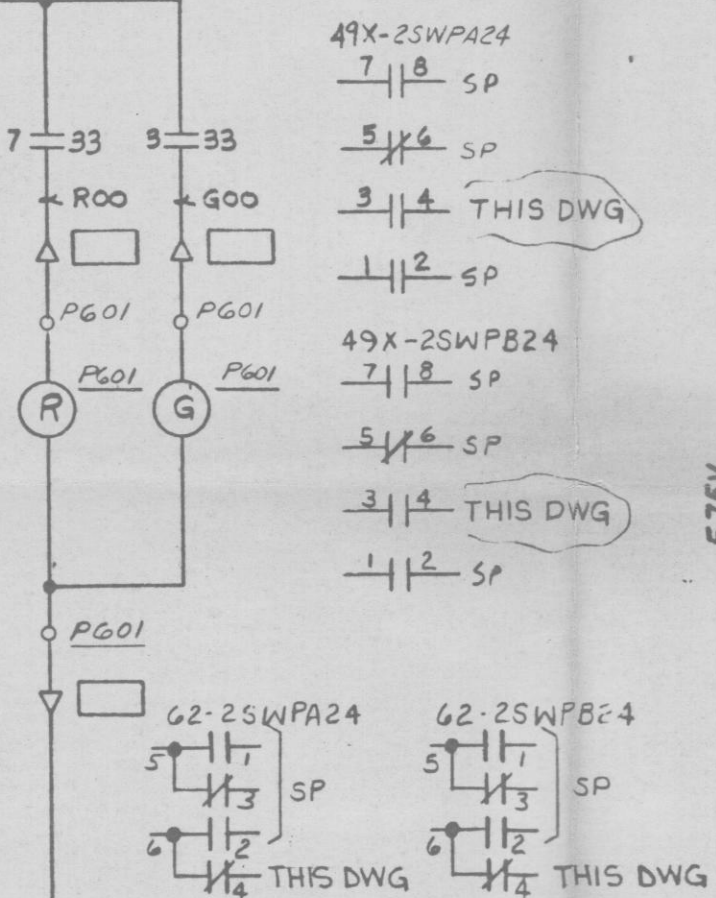 7 33
3 33
R00
G00
P601
P601
P601
P601
R
G
P601
49X-2SWPA24
7 8 SP
5 6 SP
3 4 THIS DWG
1 2 SP
49X-2SWPB24
7 8 SP
5 6 SP
3 4 THIS DWG
1 2 SP
575V
62-2SWPA24
5 1
3
SP
6 2
4 THIS DWG
62-2SWPB24
5 1
3
SP
6 2
4 THIS DWG